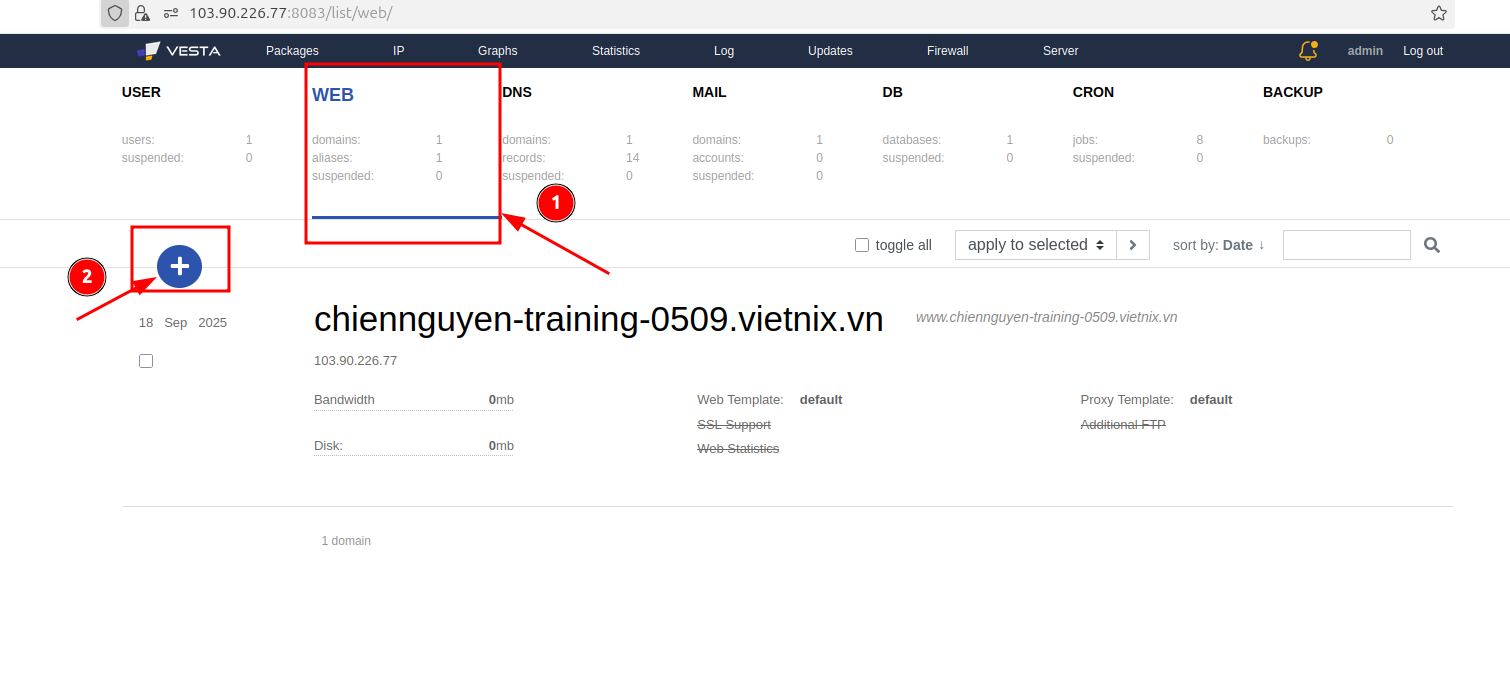 103.90.226.77:8083/list/web/
VESTA Packages IP Graphs Statistics Log Updates Firewall Server admin Log out
USER WEB DNS MAIL DB CRON BACKUP
users: 1 domains: 1 domains: 1 domains: 1 databases: 1 jobs: 8 backups: 0
suspended: 0 aliases: 1 records: 14 accounts: 0 suspended: 0 suspended: 0
suspended: 0 suspended: 0 suspended: 0
1
toggle all apply to selected sort by: Date ↓
2
18 Sep 2025 chiennguyen-training-0509.vietnix.vn www.chiennguyen-training-0509.vietnix.vn
103.90.226.77
Bandwidth 0mb Web Template: default Proxy Template: default
SSL Support Additional FTP
Disk: 0mb Web Statistics
1 domain